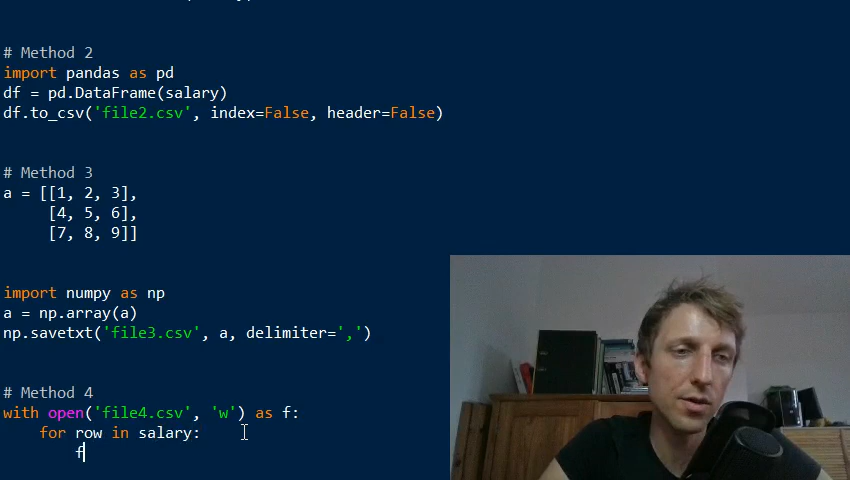 # Method 2
import pandas as pd
df = pd.DataFrame(salary)
df.to_csv('file2.csv', index=False, header=False)
# Method 3
a = [[1, 2, 3],
[4, 5, 6],
[7, 8, 9]]
import numpy as np
a = np.array(a)
np.savetxt('file3.csv', a, delimiter=',')
# Method 4
with open('file4.csv', 'w') as f:
for row in salary:
f